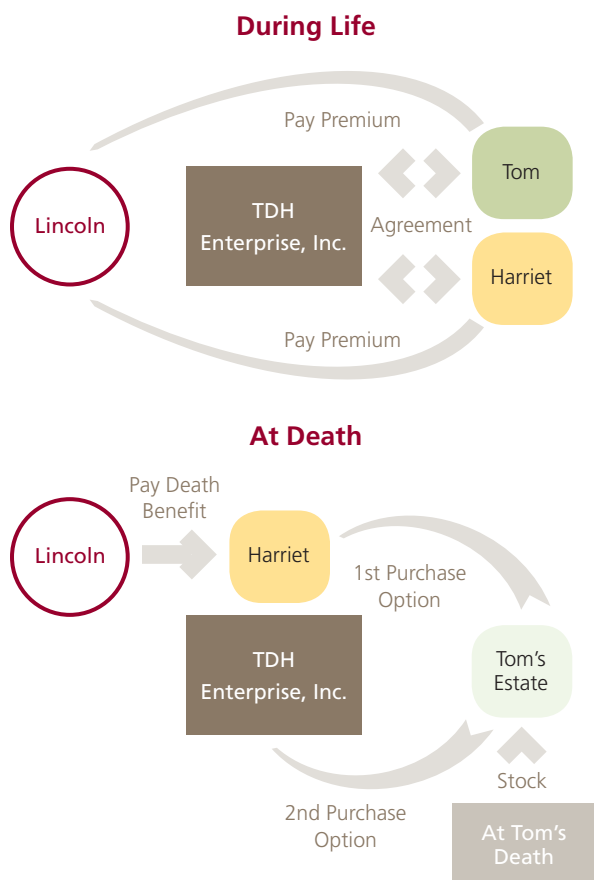 During Life
Pay Premium
Lincoln
TDH
Enterprise, Inc.
Agreement
Tom
Harriet
Pay Premium
At Death
Pay Death
Benefit
Lincoln
Harriet
1st Purchase
Option
TDH
Enterprise, Inc.
Tom's
Estate
Stock
2nd Purchase
Option
At Tom's
Death